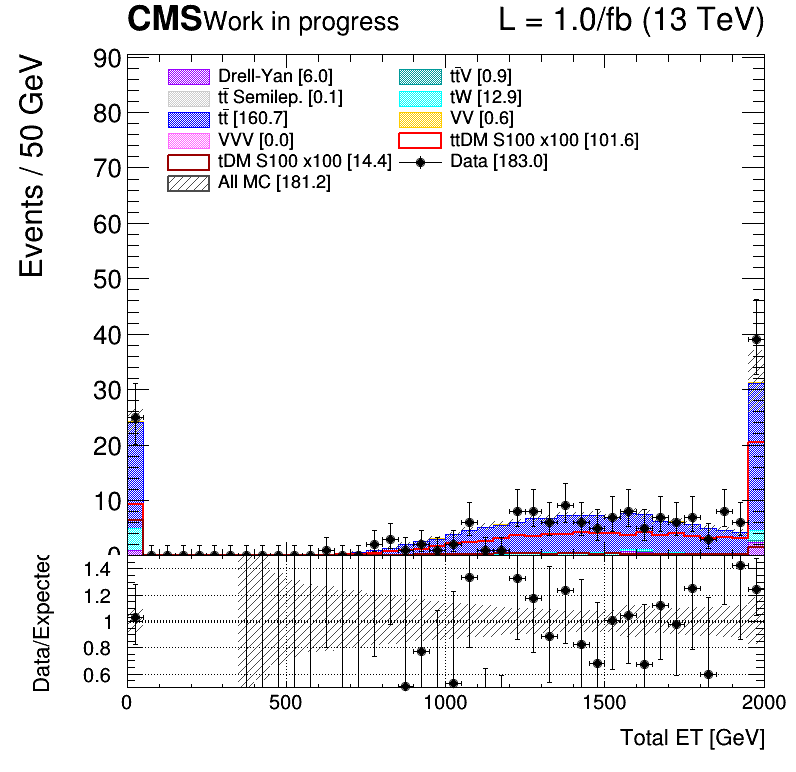 CMS Work in progress L = 1.0/fb (13 TeV)
Events / 50 GeV
90
80
70
60
50
40
30
20
10
0
Drell-Yan [6.0]
tt̄V [0.9]
tt̄ Semilep. [0.1]
tW [12.9]
tt̄ [160.7]
VV [0.6]
VVV [0.0]
ttDM S100 x100 [101.6]
tDM S100 x100 [14.4]
Data [183.0]
All MC [181.2]
Data/Expected
1.4
1.2
1
0.8
0.6
0 500 1000 1500 2000
Total ET [GeV]